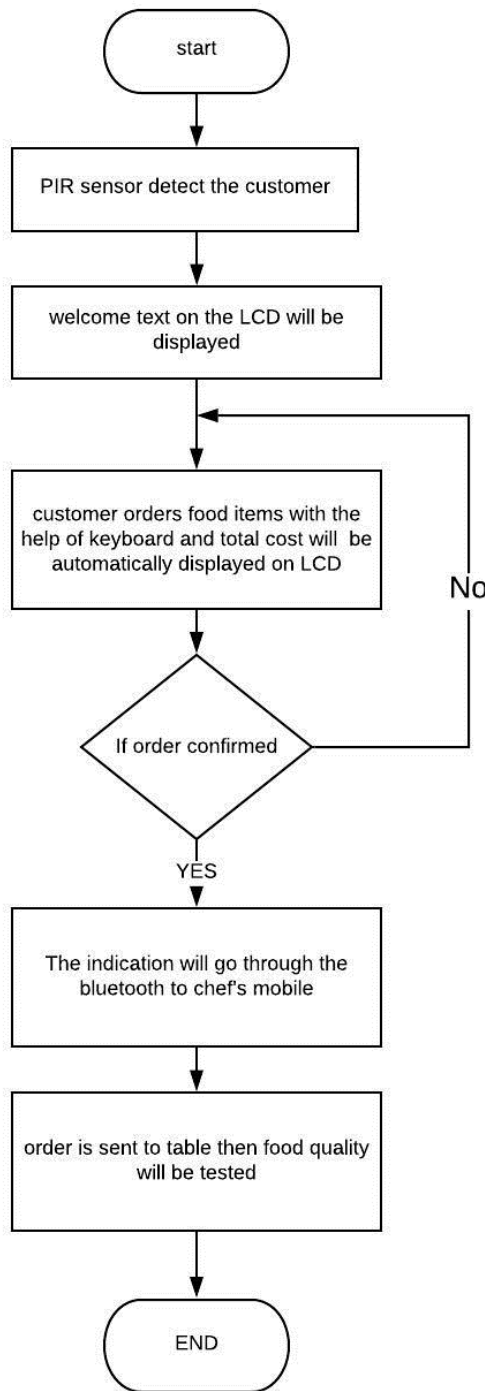 start
PIR sensor detect the customer
welcome text on the LCD will be
displayed
customer orders food items with the
help of keyboard and total cost will be
automatically displayed on LCD
No
If order confirmed
YES
The indication will go through the
bluetooth to chef's mobile
order is sent to table then food quality
will be tested
END